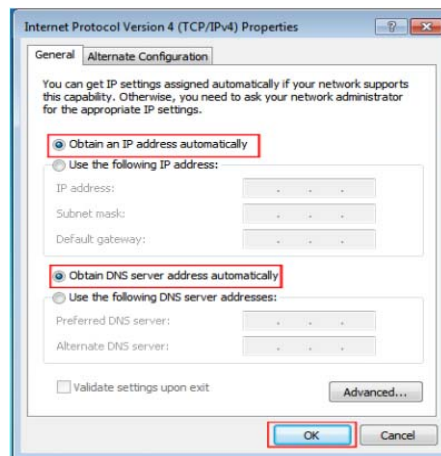 Internet Protocol Version 4 (TCP/IPv4) Properties
General
Alternate Configuration
You can get IP settings assigned automatically if your network supports
this capability. Otherwise, you need to ask your network administrator
for the appropriate IP settings.
Obtain an IP address automatically
Use the following IP address:
IP address:
Subnet mask:
Default gateway:
Obtain DNS server address automatically
Use the following DNS server addresses:
Preferred DNS server:
Alternate DNS server:
Validate settings upon exit
Advanced...
OK
Cancel